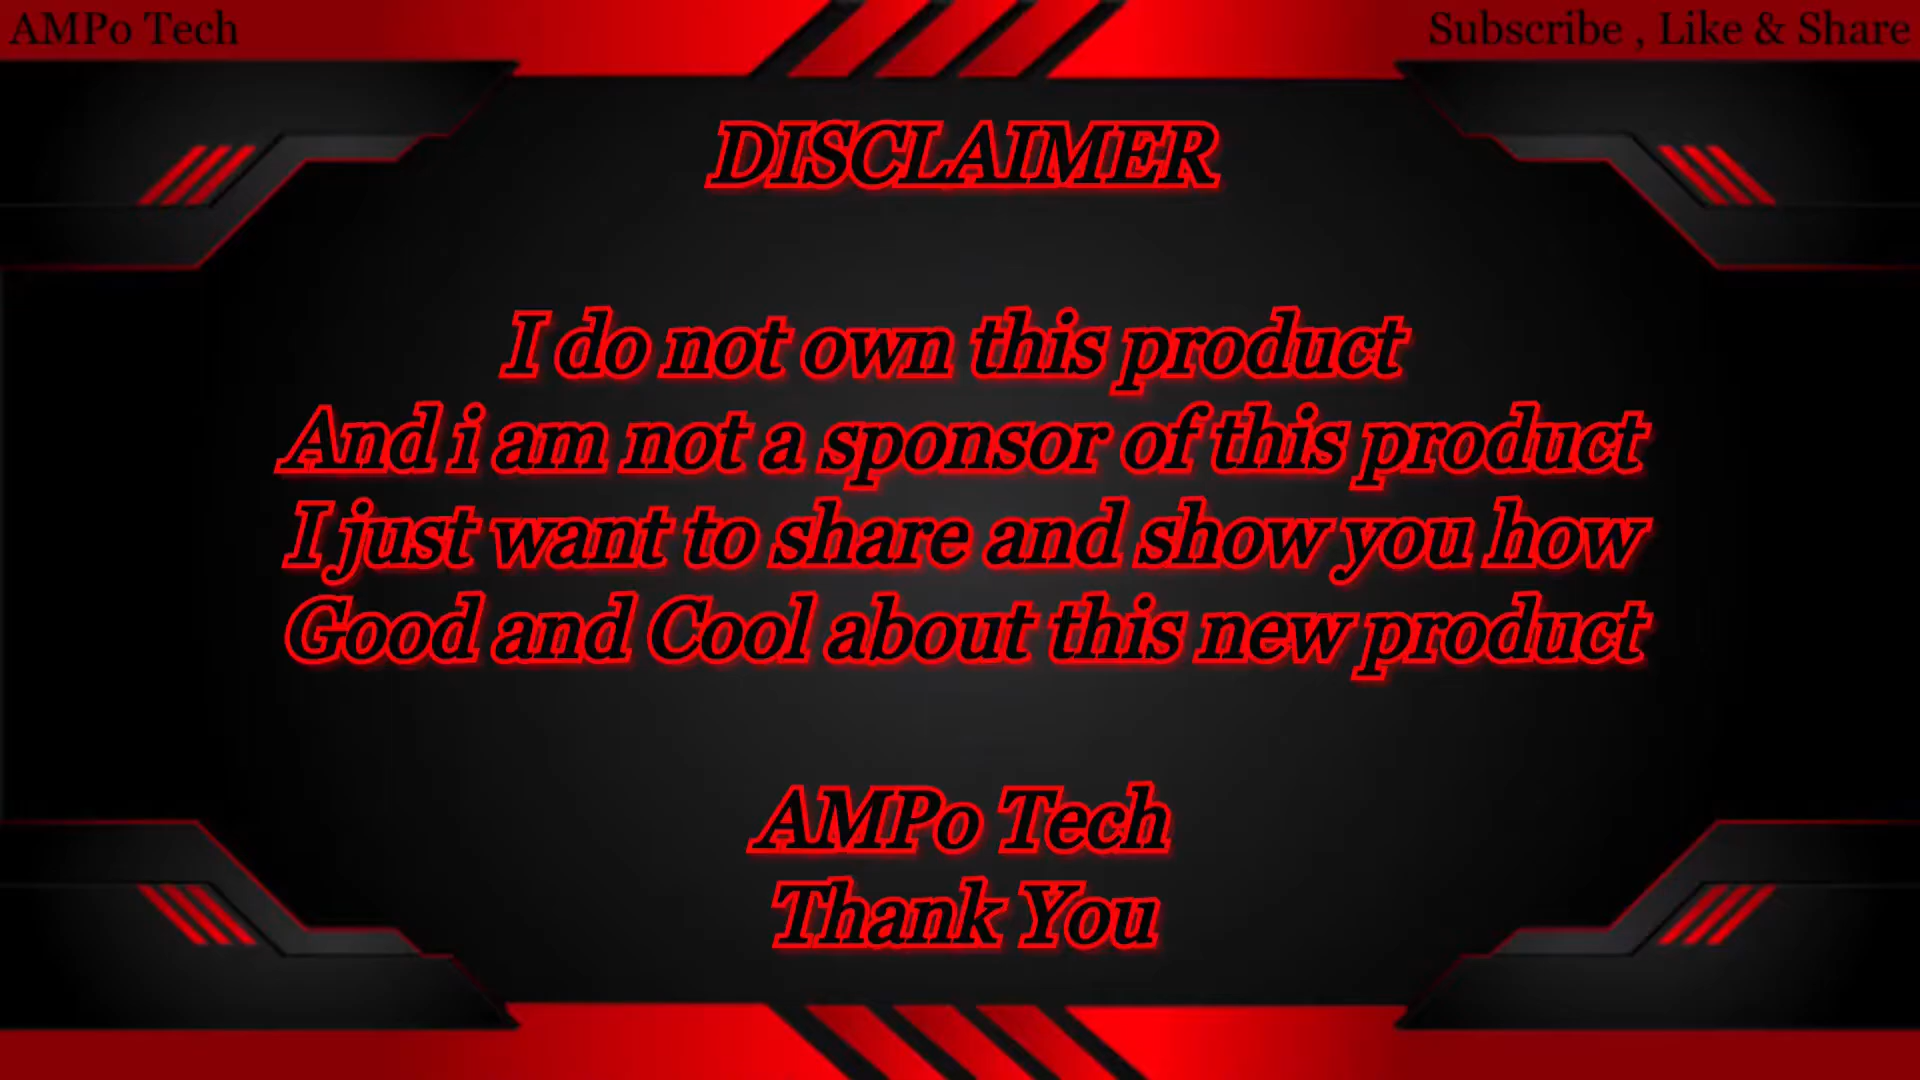 AMPo Tech
Subscribe , Like & Share
DISCLAIMER
I do not own this product
And i am not a sponsor of this product
I just want to share and show you how
Good and Cool about this new product
AMPo Tech
Thank You